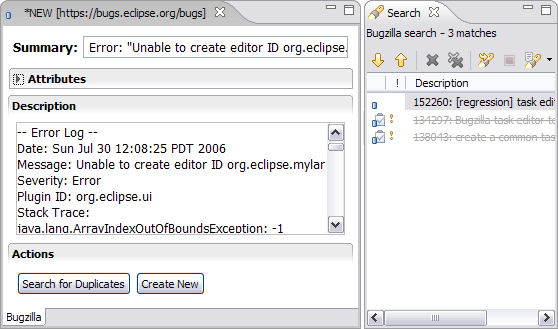 *NEW [https://bugs.eclipse.org/bugs]
Summary: Error: "Unable to create editor ID org.eclipse.
Attributes
Description
-- Error Log --
Date: Sun Jul 30 12:08:25 PDT 2006
Message: Unable to create editor ID org.eclipse.mylar
Severity: Error
Plugin ID: org.eclipse.ui
Stack Trace:
java.lang.ArrayIndexOutOfBoundsException: -1
Actions
Search for Duplicates Create New
Bugzilla
Search
Bugzilla search - 3 matches
! Description
152260: [regression] task edit
134297: Bugzilla task editor to
138043: create a common task